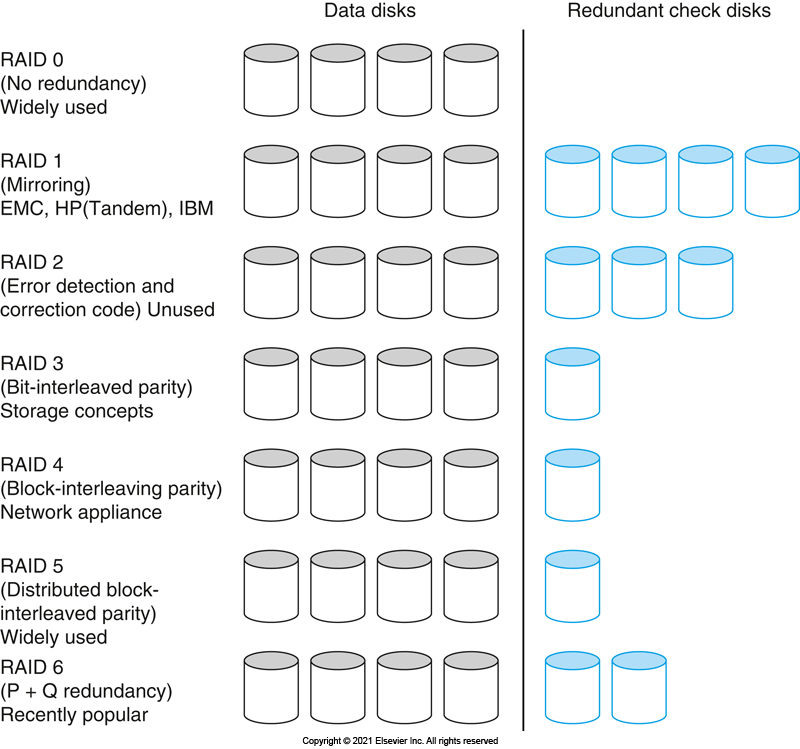 Data disks
Redundant check disks
RAID 0
(No redundancy)
Widely used
RAID 1
(Mirroring)
EMC, HP(Tandem), IBM
RAID 2
(Error detection and
correction code) Unused
RAID 3
(Bit-interleaved parity)
Storage concepts
RAID 4
(Block-interleaving parity)
Network appliance
RAID 5
(Distributed block-
interleaved parity)
Widely used
RAID 6
(P + Q redundancy)
Recently popular
Copyright © 2021 Elsevier Inc. All rights reserved